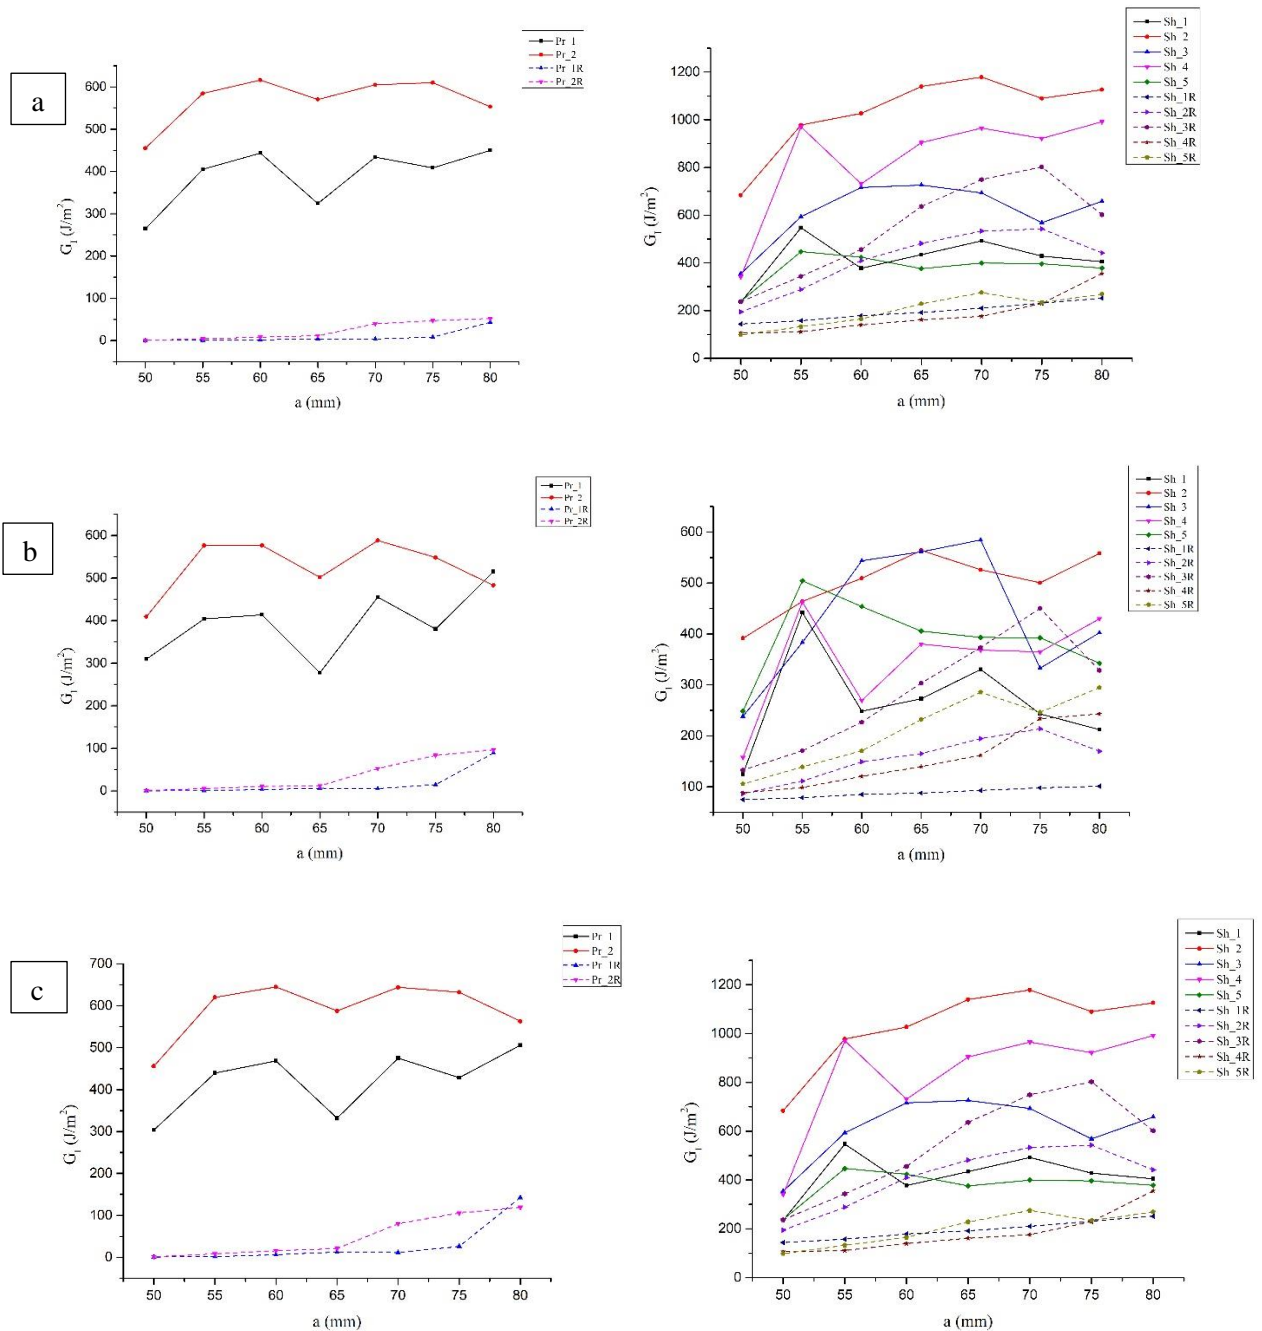 a
Pr_1
Pr_2
Pr_1R
Pr_2R
600
500
400
300
200
100
0
50 55 60 65 70 75 80
G_I (J/m²)
a (mm)
Sh_1
Sh_2
Sh_3
Sh_4
Sh_5
Sh_1R
Sh_2R
Sh_3R
Sh_4R
Sh_5R
1200
1000
800
600
400
200
0
50 55 60 65 70 75 80
G_I (J/m²)
a (mm)
b
Pr_1
Pr_2
Pr_1R
Pr_2R
600
500
400
300
200
100
0
50 55 60 65 70 75 80
G_I (J/m²)
a (mm)
Sh_1
Sh_2
Sh_3
Sh_4
Sh_5
Sh_1R
Sh_2R
Sh_3R
Sh_4R
Sh_5R
600
500
400
300
200
100
50 55 60 65 70 75 80
G_I (J/m²)
a (mm)
c
Pr_1
Pr_2
Pr_1R
Pr_2R
700
600
500
400
300
200
100
0
50 55 60 65 70 75 80
G_I (J/m²)
a (mm)
Sh_1
Sh_2
Sh_3
Sh_4
Sh_5
Sh_1R
Sh_2R
Sh_3R
Sh_4R
Sh_5R
1200
1000
800
600
400
200
0
50 55 60 65 70 75 80
G_I (J/m²)
a (mm)